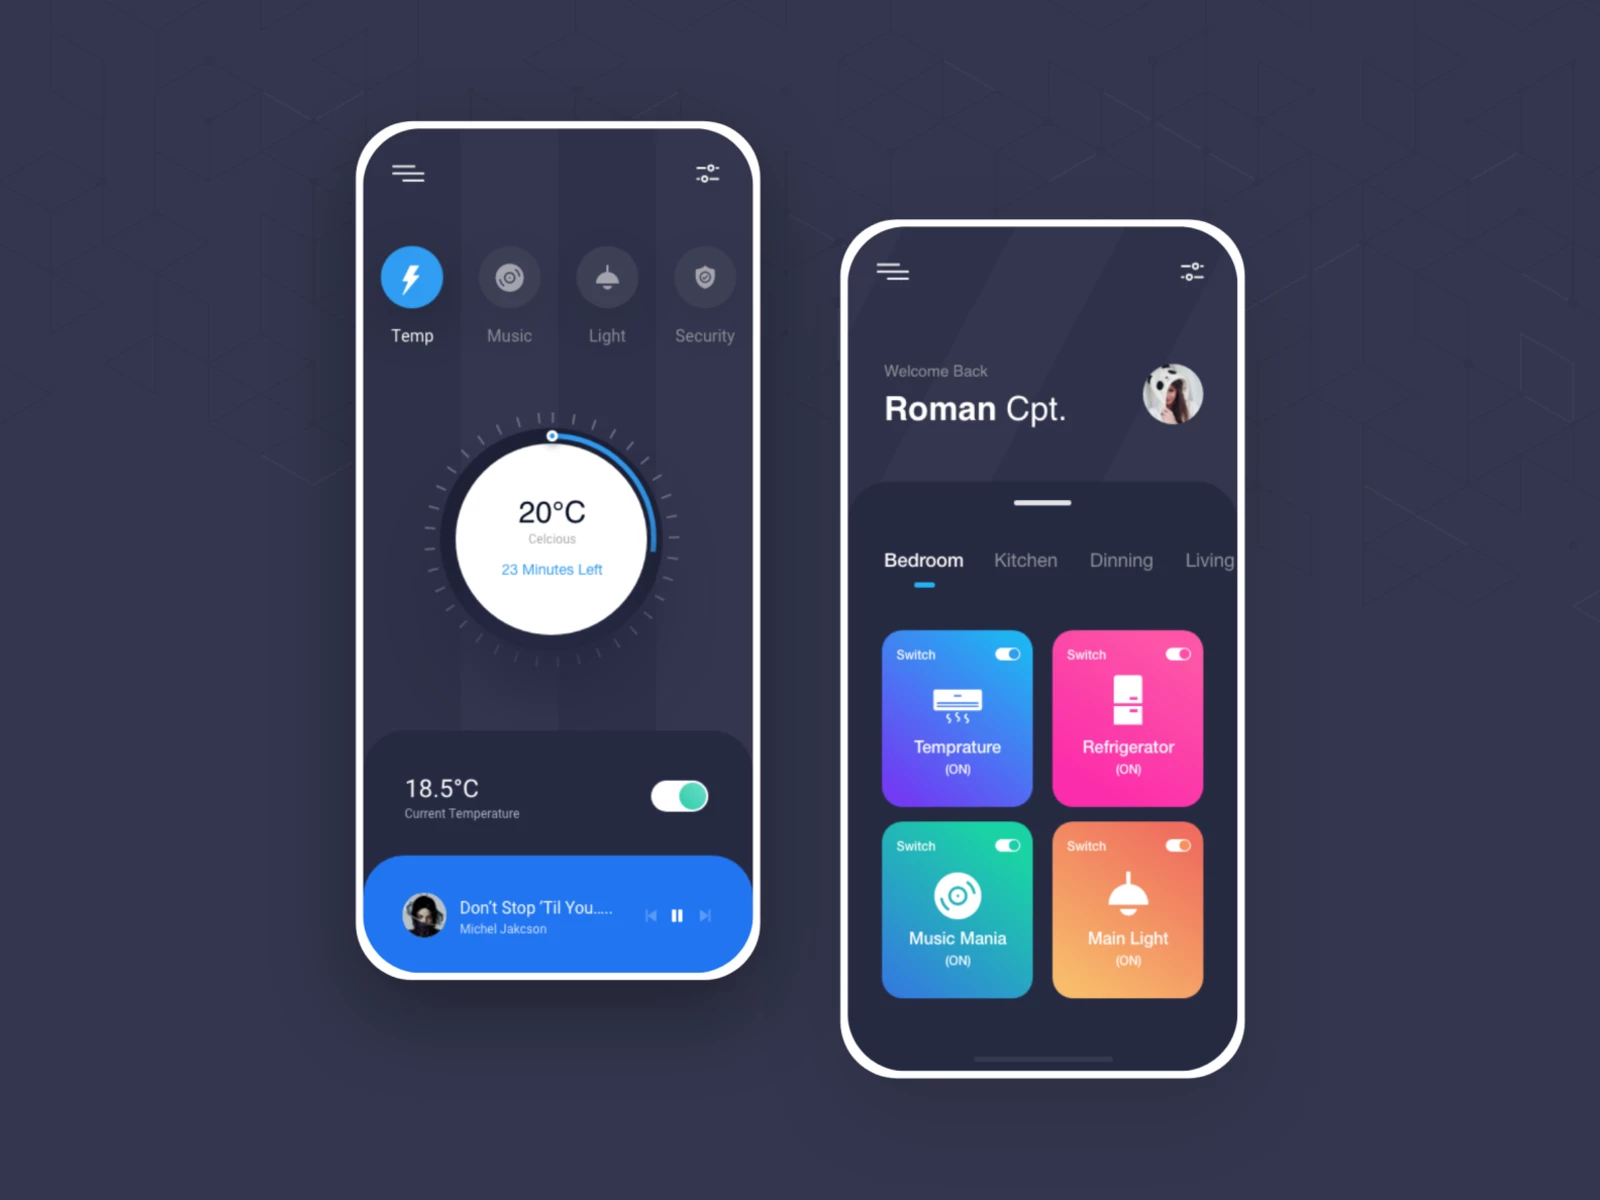 Temp Music Light Security
20°C
Celcious
23 Minutes Left
18.5°C
Current Temperature
Don't Stop 'Til You.....
Michel Jakcson
Welcome Back
Roman Cpt.
Bedroom Kitchen Dinning Living
Switch
Temprature
(ON)
Switch
Refrigerator
(ON)
Switch
Music Mania
(ON)
Switch
Main Light
(ON)